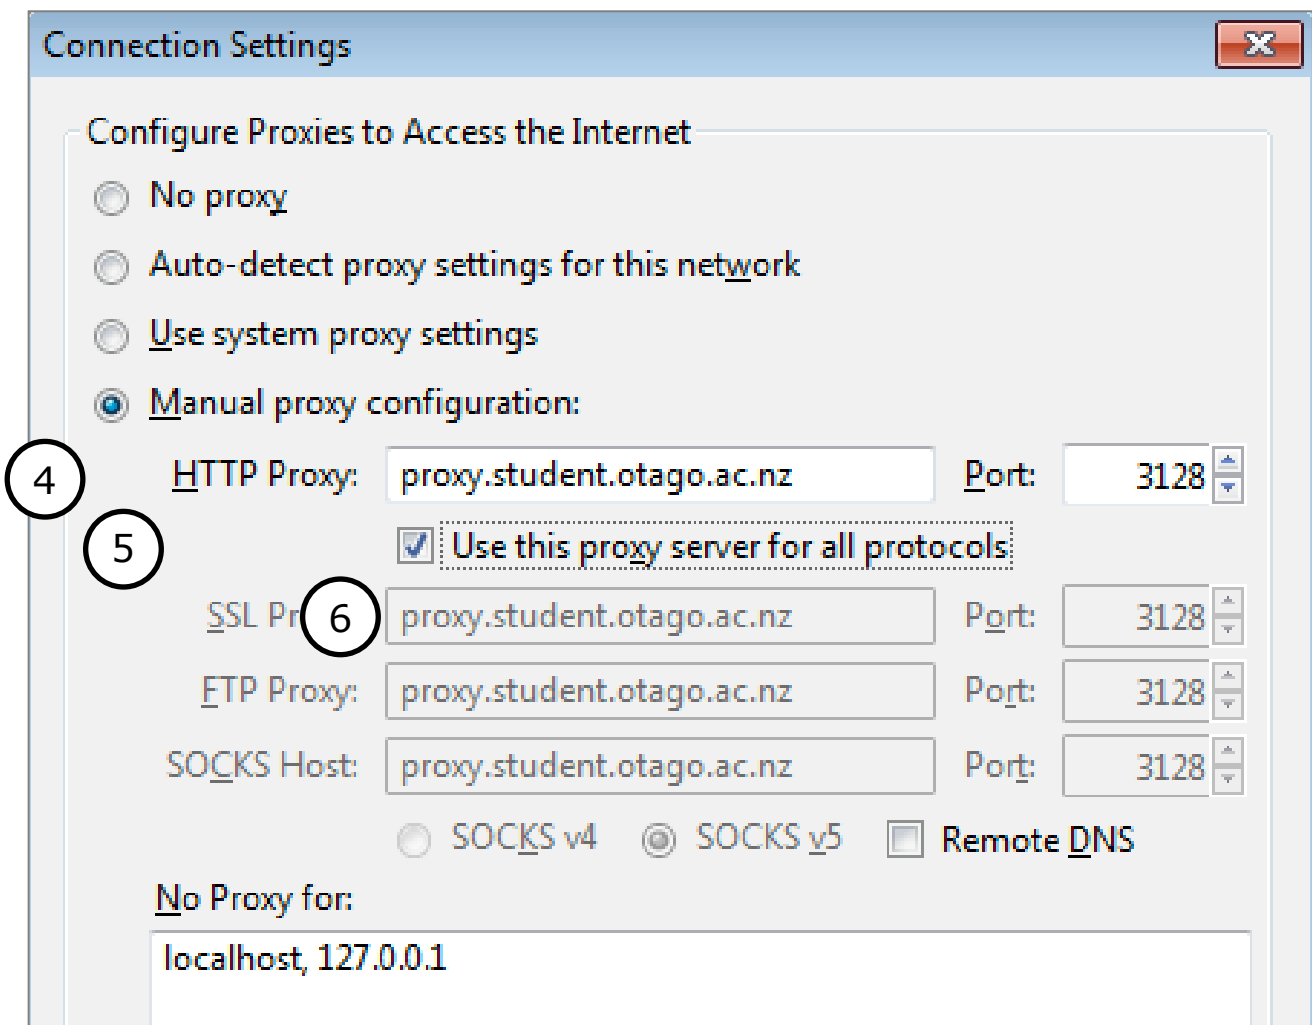 Connection Settings
Configure Proxies to Access the Internet
No proxy
Auto-detect proxy settings for this network
Use system proxy settings
Manual proxy configuration:
4 HTTP Proxy: proxy.student.otago.ac.nz Port: 3128
5 Use this proxy server for all protocols
SSL Pr 6 proxy.student.otago.ac.nz Port: 3128
FTP Proxy: proxy.student.otago.ac.nz Port: 3128
SOCKS Host: proxy.student.otago.ac.nz Port: 3128
SOCKS v4 SOCKS v5 Remote DNS
No Proxy for:
localhost, 127.0.0.1